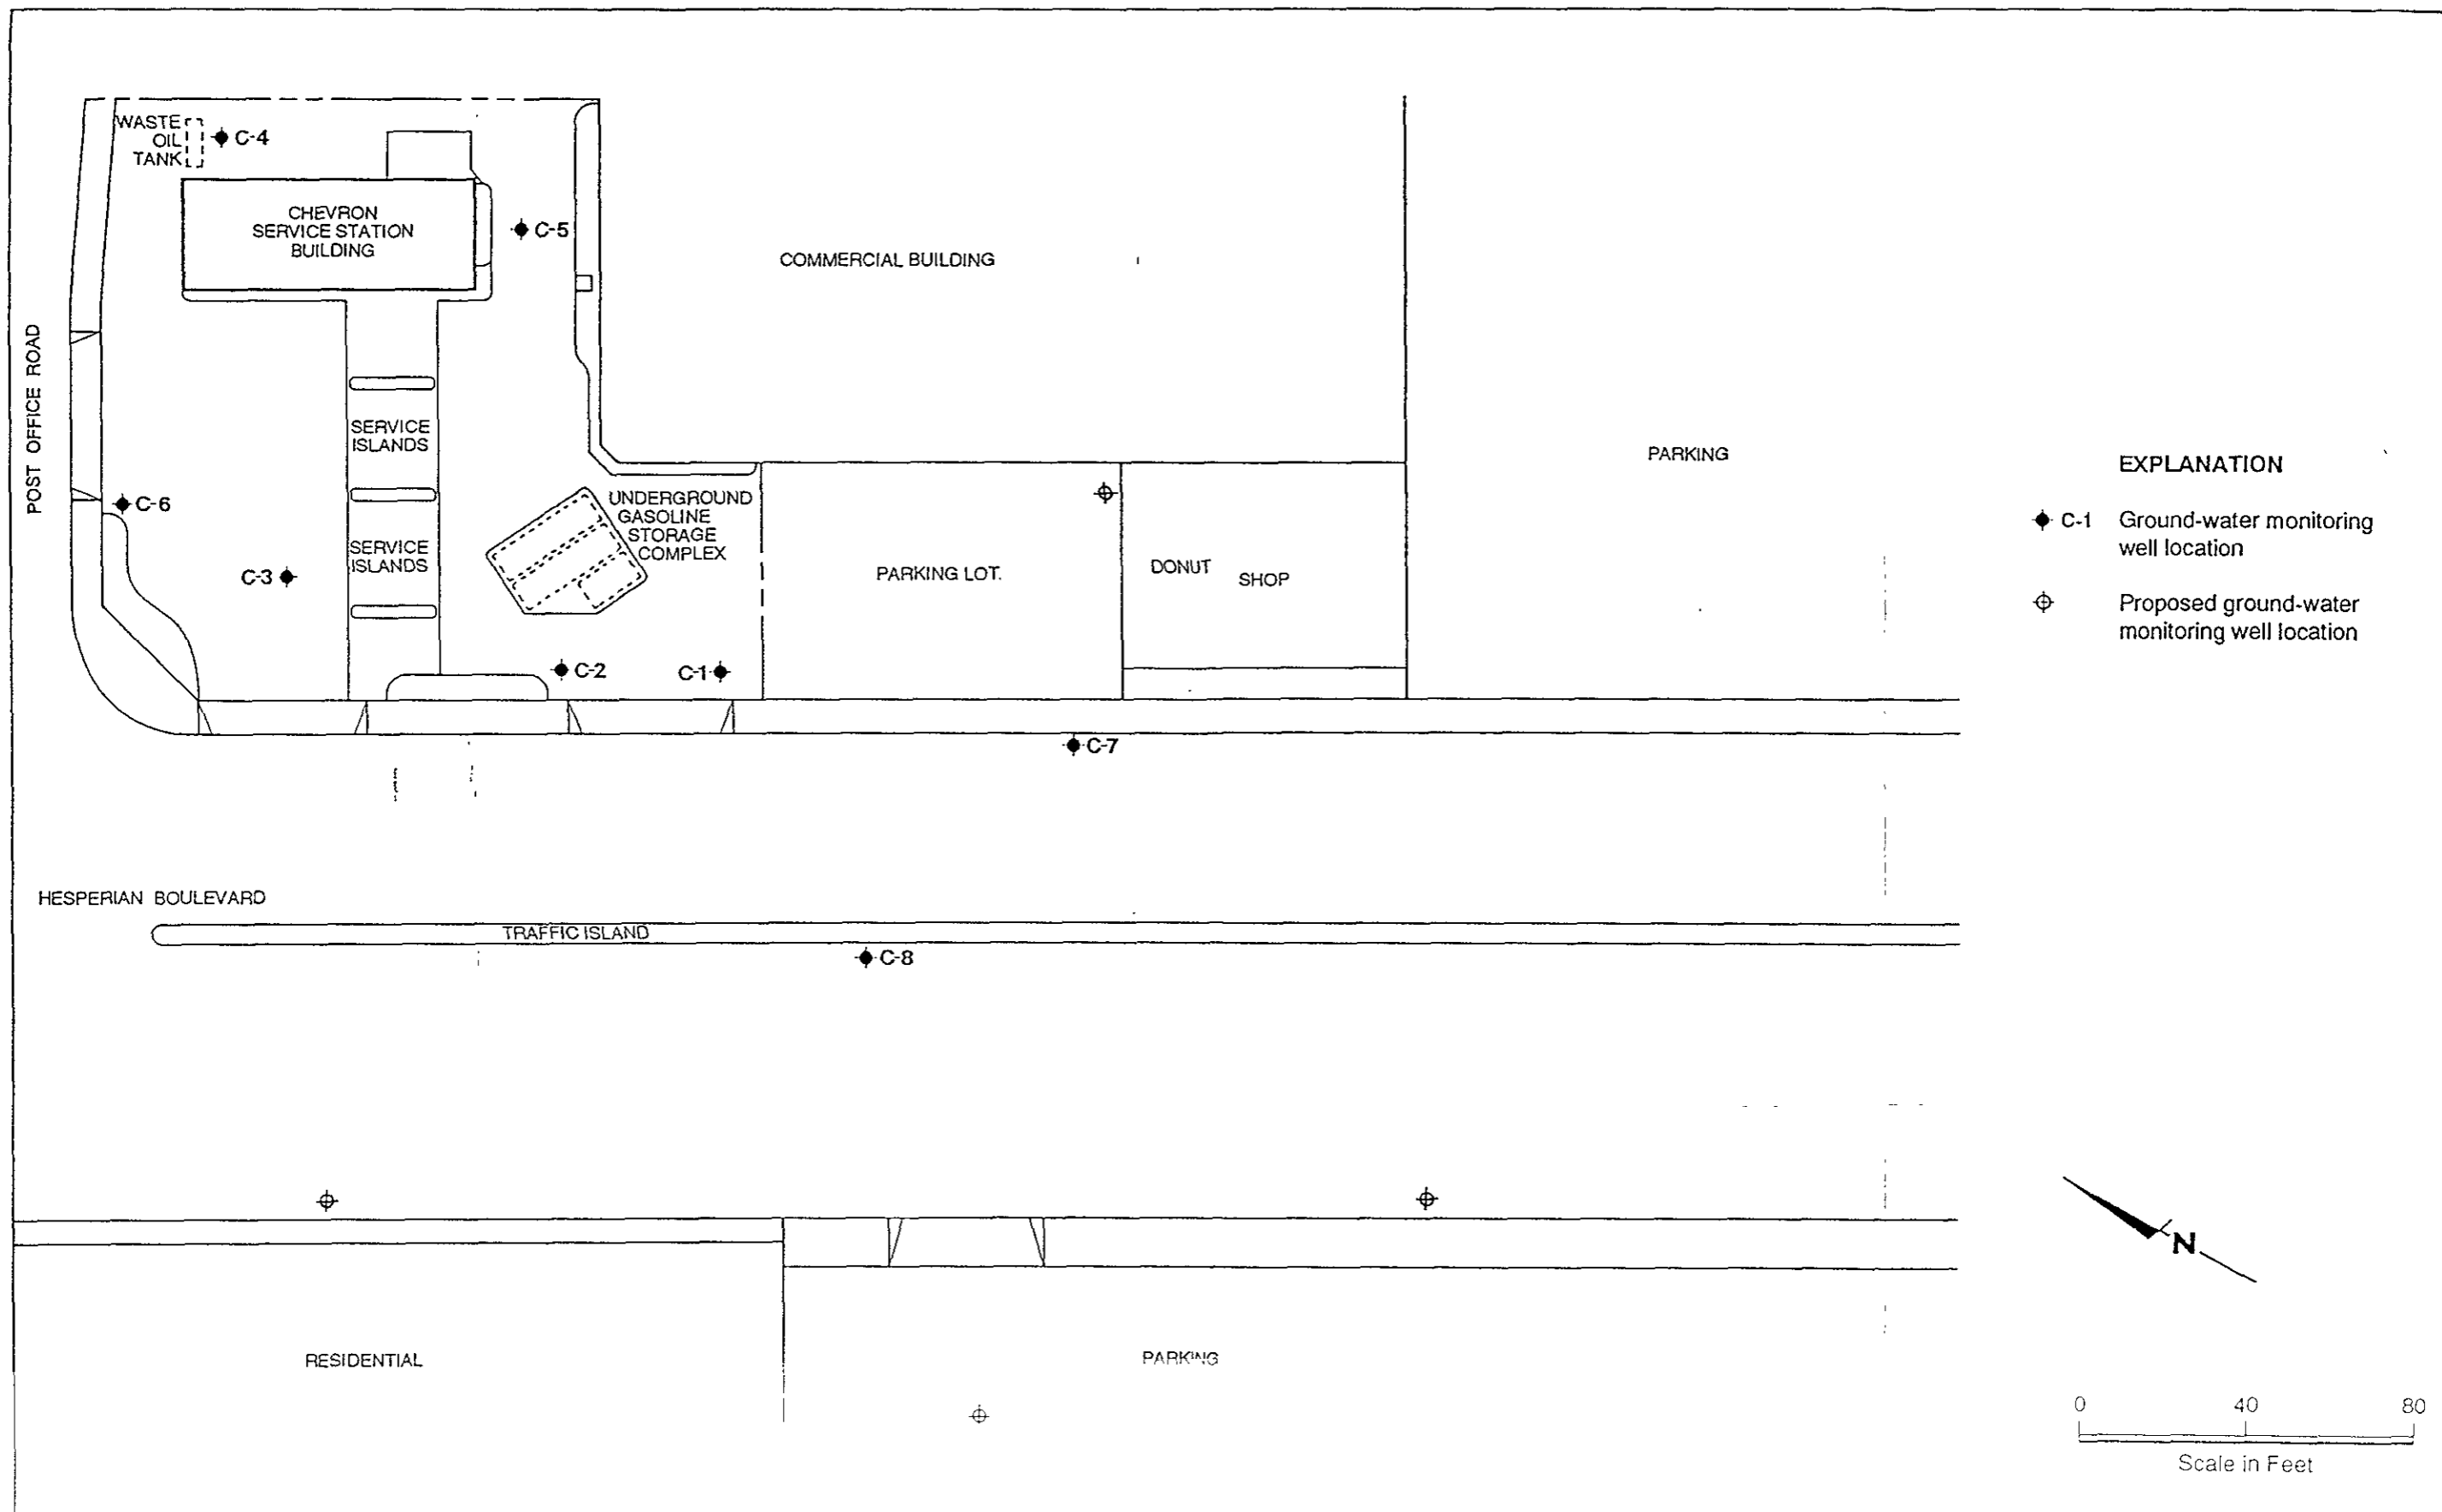 WASTE
OIL
TANK
C-4
CHEVRON
SERVICE STATION
BUILDING
C-5
COMMERCIAL BUILDING
POST OFFICE ROAD
SERVICE
ISLANDS
C-6
SERVICE
ISLANDS
C-3
UNDERGROUND
GASOLINE
STORAGE
COMPLEX
PARKING LOT.
DONUT SHOP
PARKING
C-2
C-1
C-7
EXPLANATION
C-1 Ground-water monitoring
well location
Proposed ground-water
monitoring well location
HESPERIAN BOULEVARD
TRAFFIC ISLAND
C-8
N
RESIDENTIAL
PARKING
0 40 80
Scale in Feet